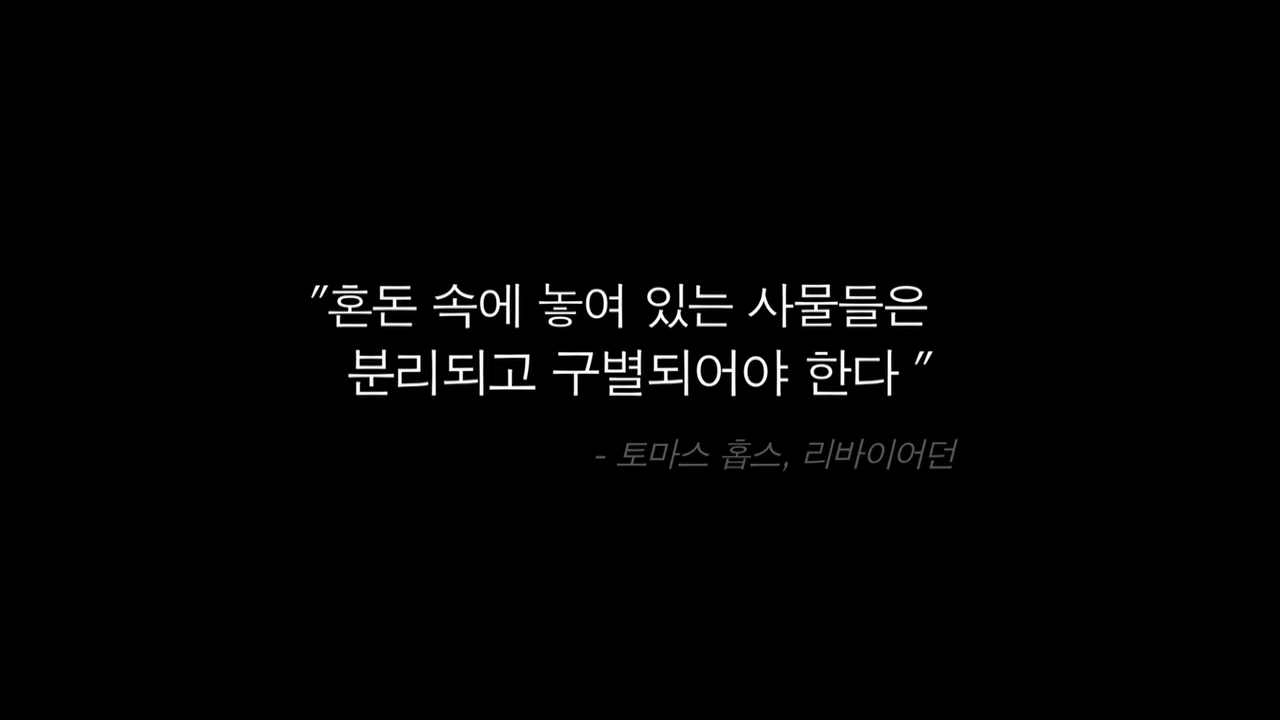 "혼돈 속에 놓여 있는 사물들은
분리되고 구별되어야 한다 "
- 토마스 홉스, 리바이어던